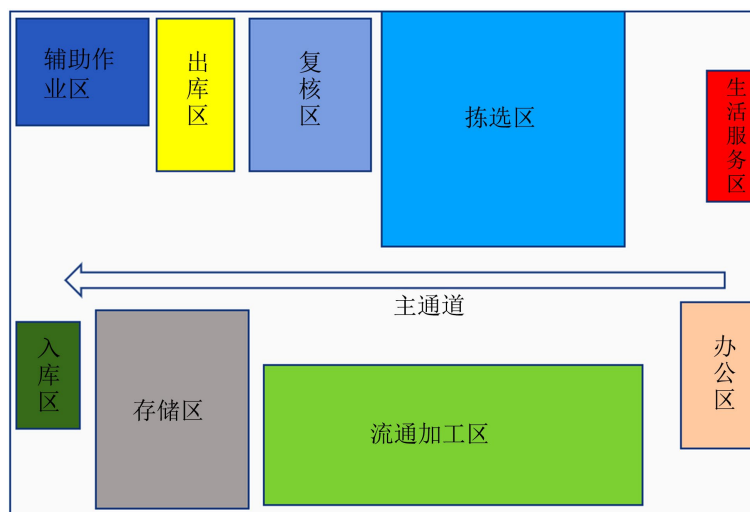 辅助作
业区
出库区
复核区
拣选区
生活服务区
主通道
入库区
存储区
流通加工区
办公区